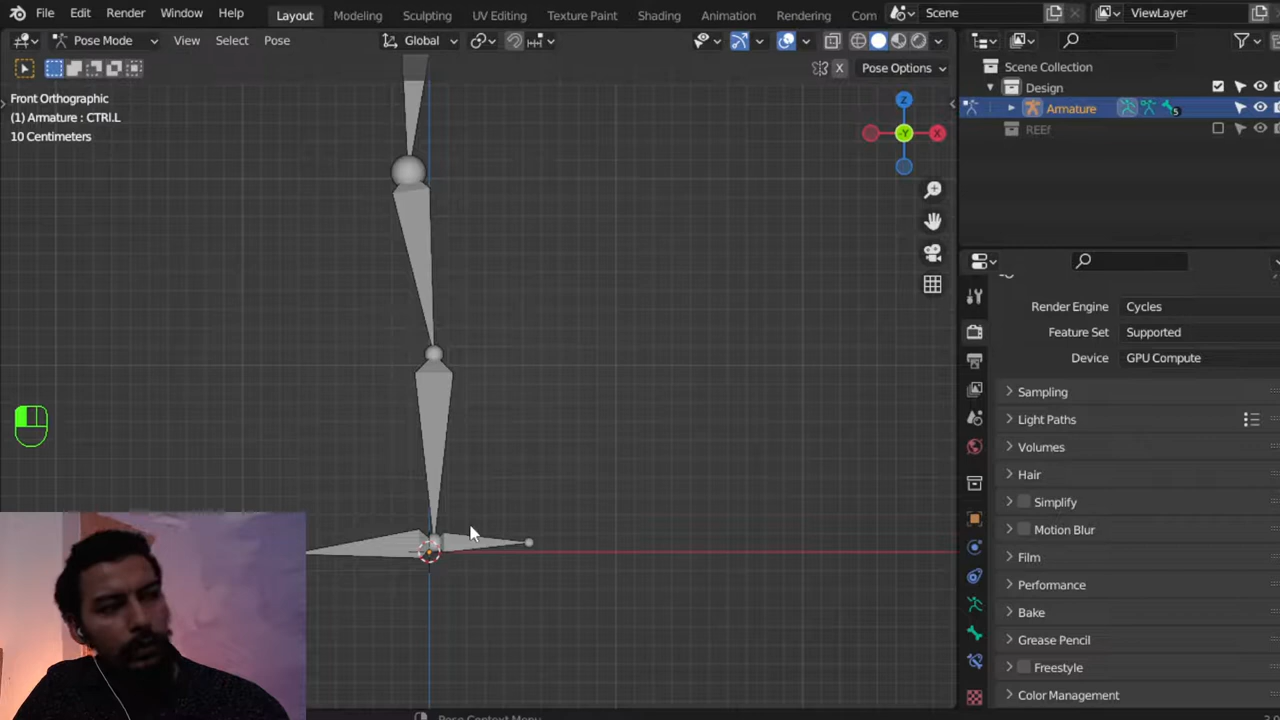 File Edit Render Window Help Layout Modeling Sculpting UV Editing Texture Paint Shading Animation Rendering Com Scene ViewLayer
Pose Mode View Select Pose Global
X Pose Options
Front Orthographic
(1) Armature : CTRl.L
10 Centimeters
Z
-Y
X
Scene Collection
Design
Armature 5
REEf
Render Engine Cycles
Feature Set Supported
Device GPU Compute
Sampling
Light Paths
Volumes
Hair
Simplify
Motion Blur
Film
Performance
Bake
Grease Pencil
Freestyle
Color Management
Pose Context Menu